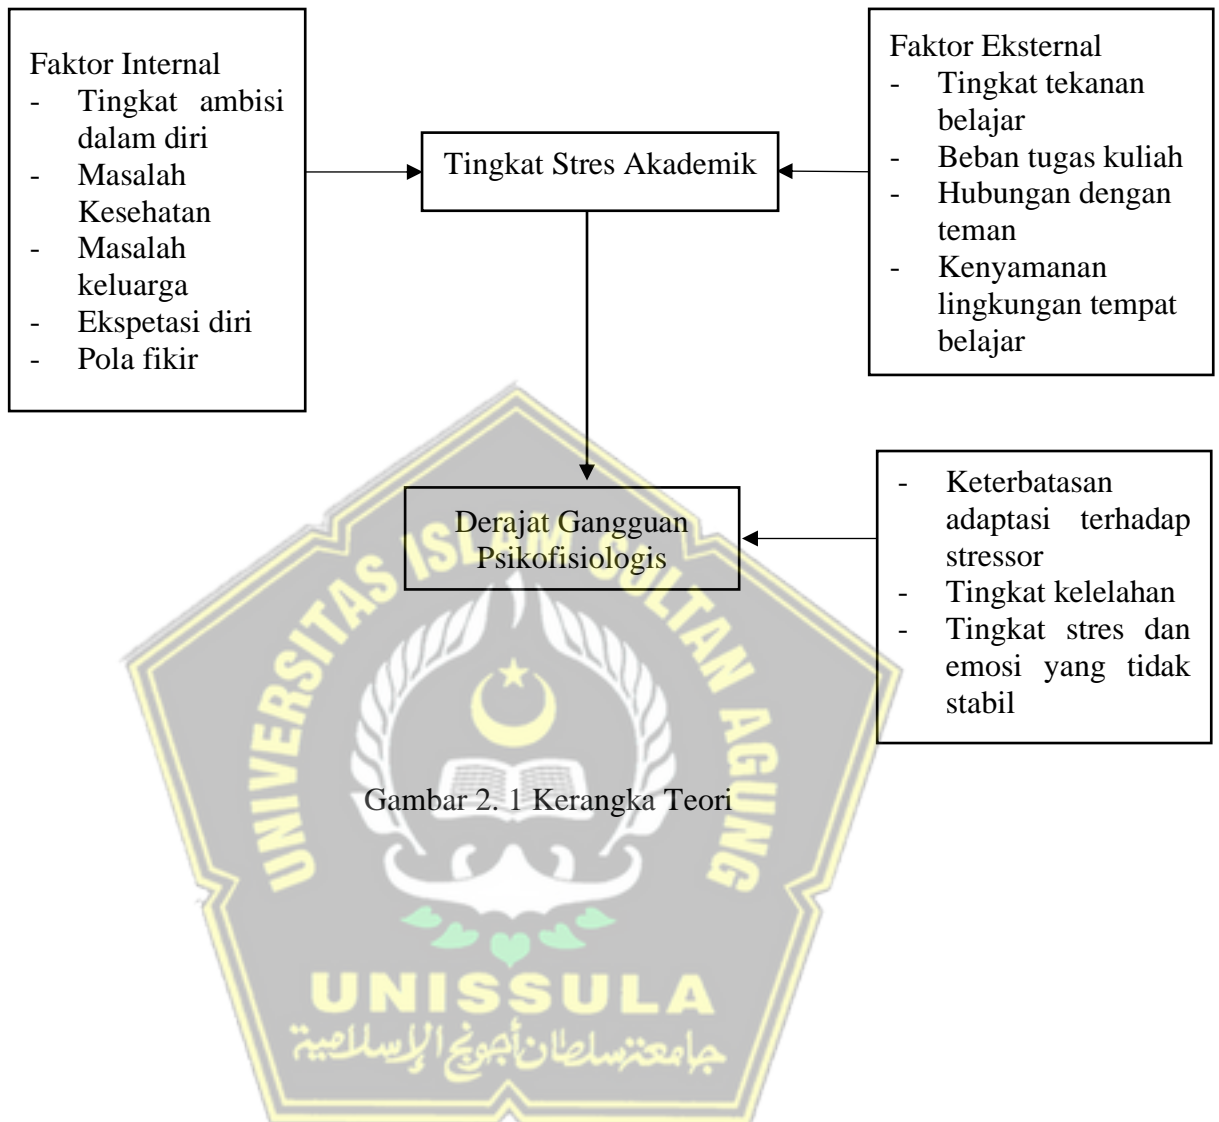 Faktor Internal
- Tingkat ambisi
dalam diri
- Masalah
Kesehatan
- Masalah
keluarga
- Ekspetasi diri
- Pola fikir
Tingkat Stres Akademik
Faktor Eksternal
- Tingkat tekanan
belajar
- Beban tugas kuliah
- Hubungan dengan
teman
- Kenyamanan
lingkungan tempat
belajar
Derajat Gangguan
Psikofisiologis
- Keterbatasan
adaptasi terhadap
stressor
- Tingkat kelelahan
- Tingkat stres dan
emosi yang tidak
stabil
UNIVERSITAS ISLAM SULTAN AGUNG
Gambar 2. 1 Kerangka Teori
UNISSULA
جامعة سلطان أجونج الإسلامية